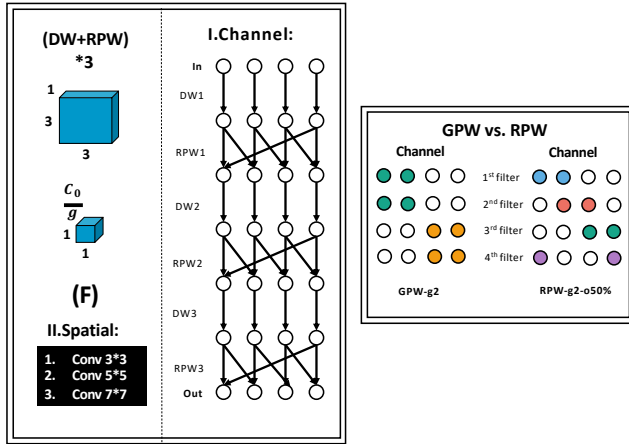 (DW+RPW)
*3
1
3
3
C₀
g
1
1
(F)
II.Spatial:
1. Conv 3*3
2. Conv 5*5
3. Conv 7*7
I.Channel:
In
DW1
RPW1
DW2
RPW2
DW3
RPW3
Out
GPW vs. RPW
Channel Channel
1st filter
2nd filter
3rd filter
4th filter
GPW-g2 RPW-g2-o50%